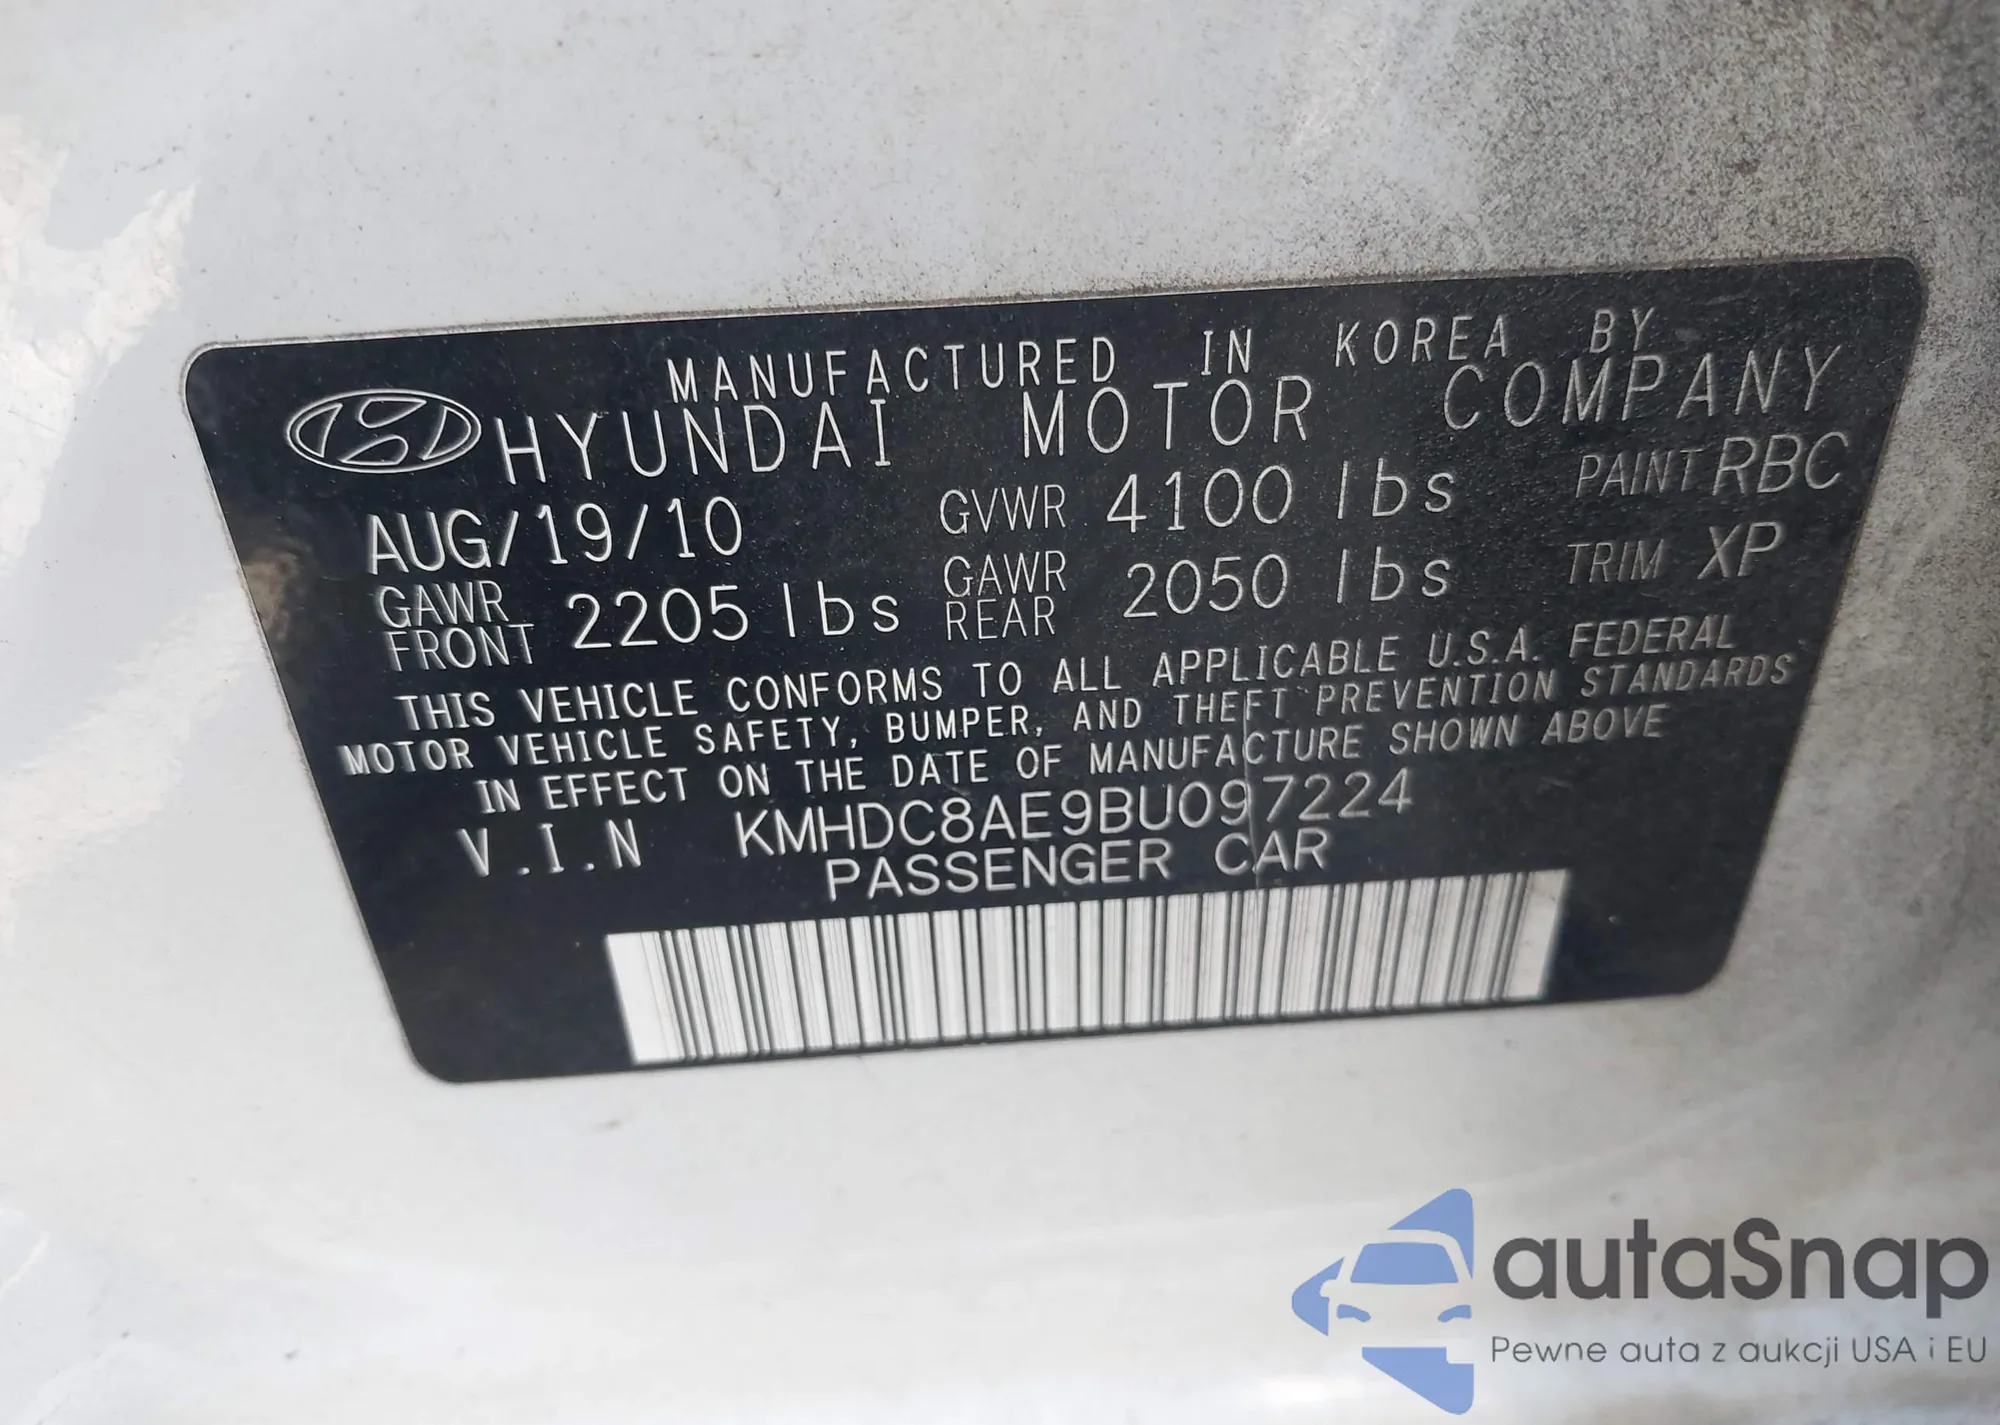 MANUFACTURED IN KOREA BY
HYUNDAI MOTOR COMPANY
AUG/19/10 GVWR 4100 lbs PAINT RBC
GAWR FRONT 2205 lbs GAWR REAR 2050 lbs TRIM XP
THIS VEHICLE CONFORMS TO ALL APPLICABLE U.S.A. FEDERAL
MOTOR VEHICLE SAFETY, BUMPER, AND THEFT PREVENTION STANDARDS
IN EFFECT ON THE DATE OF MANUFACTURE SHOWN ABOVE
V.I.N KMHDC8AE9BU097224
PASSENGER CAR
autaSnap
Pewne auta z aukcji USA i EU